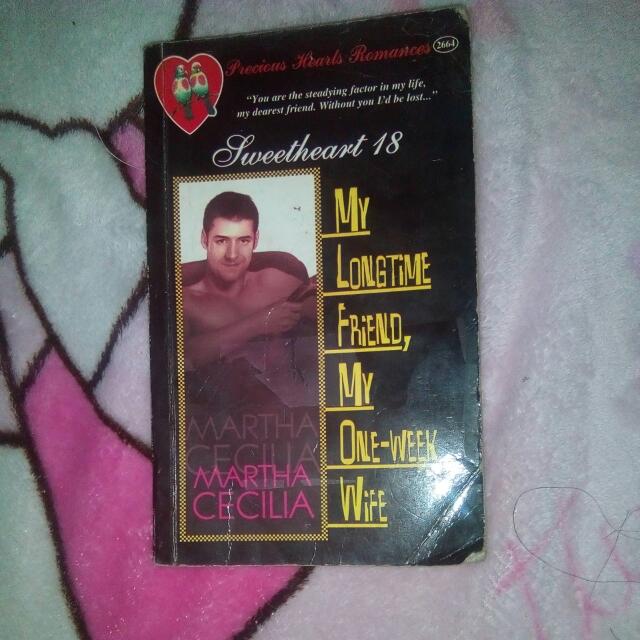 Precious Hearts Romances 2664
"You are the steadying factor in my life,
my dearest friend. Without you I'd be lost..."
Sweetheart 18
My
Longtime
Friend,
My
One-week
Wife
MARTHA
CECILIA
MARTHA
CECILIA